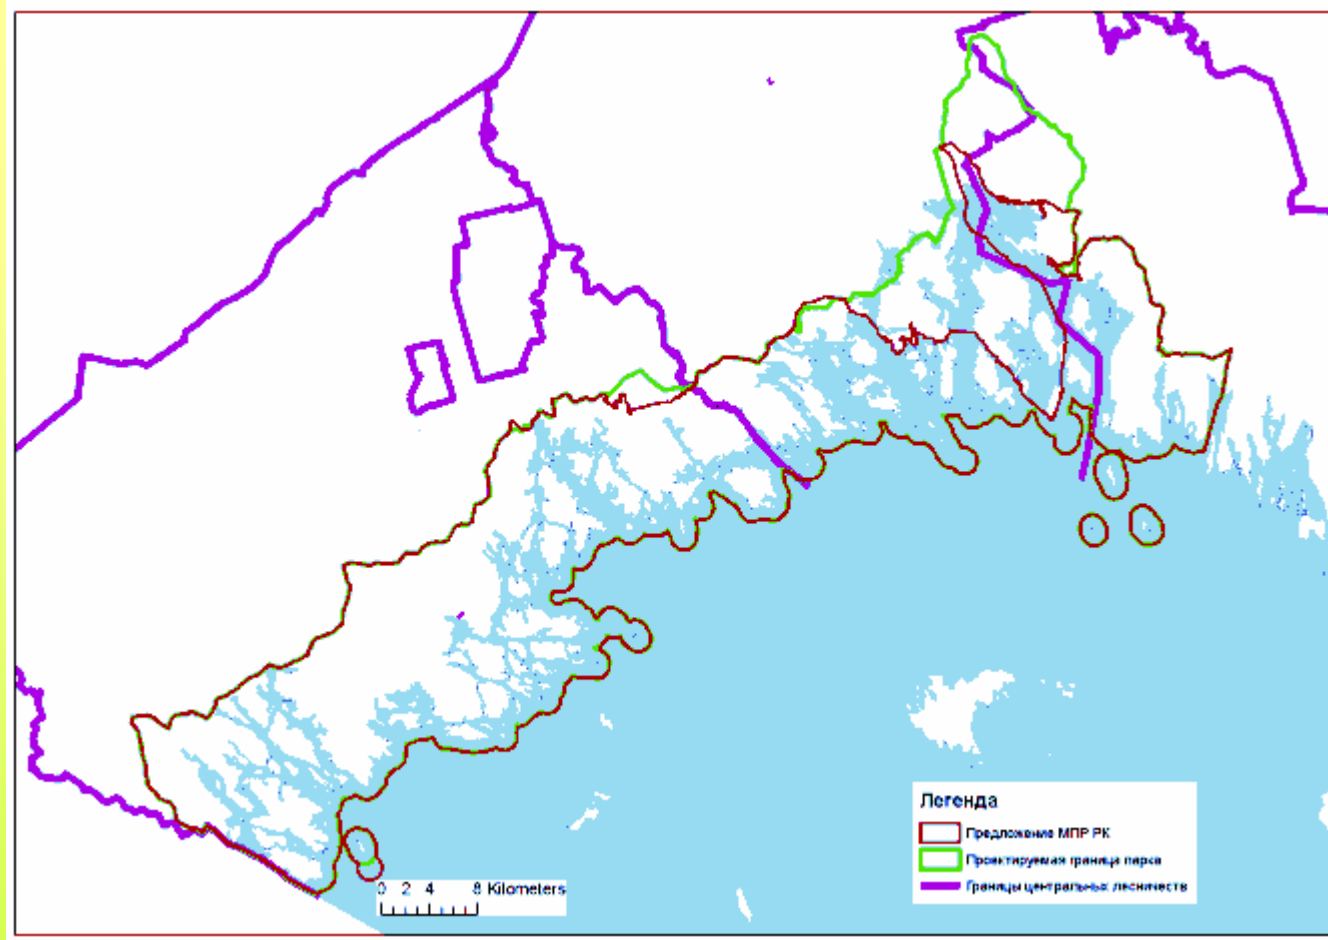 Легенда
Предложение МПР РК
Проектируемая граница парка
Границы центральных лесничеств
0 2 4 8 Kilometers